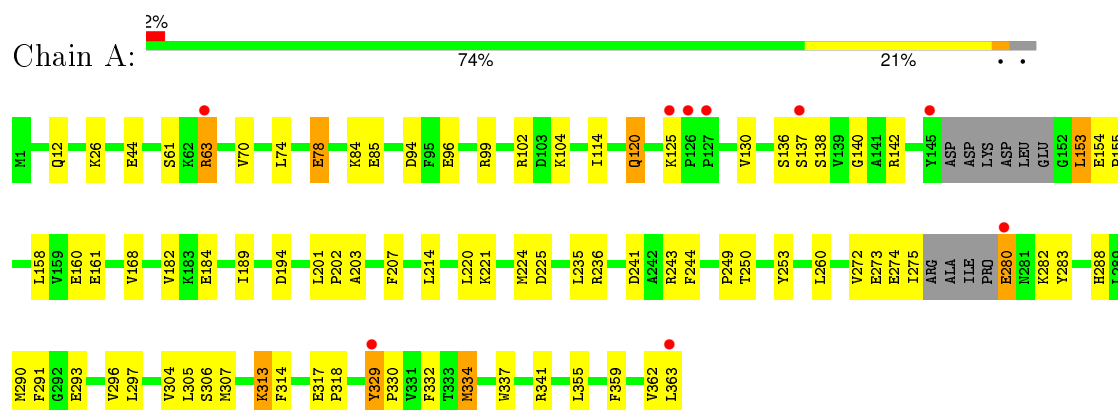 2%
Chain A:
74% 21% • •
M1 Q12 K26 E44 S61 K62 R63 V70 L74 E78 K84 E85 D94 F95 E96 R99 R102 D103 K104 I114 Q120 K125 P126 P127 V130 S136 S137 S138 V139 G140 A141 R142 Y145 ASP ASP LYS ASP LEU GLU G152 L153 E154
L158 V159 E160 E161 V168 V182 K183 E184 I189 D194 L201 P202 A203 F207 L214 L220 K221 M224 D225 L235 R236 D241 A242 R243 F244 P249 T250 Y253 L260 V272 E273 E274 I275 ARG ALA ILE PRO E280 N281 K282 Y283 H288
M290 F291 G292 E293 V296 L297 V304 L305 S306 M307 K313 F314 E317 P318 Y329 P330 V331 F332 T333 M334 W337 R341 L355 F359 V362 L363